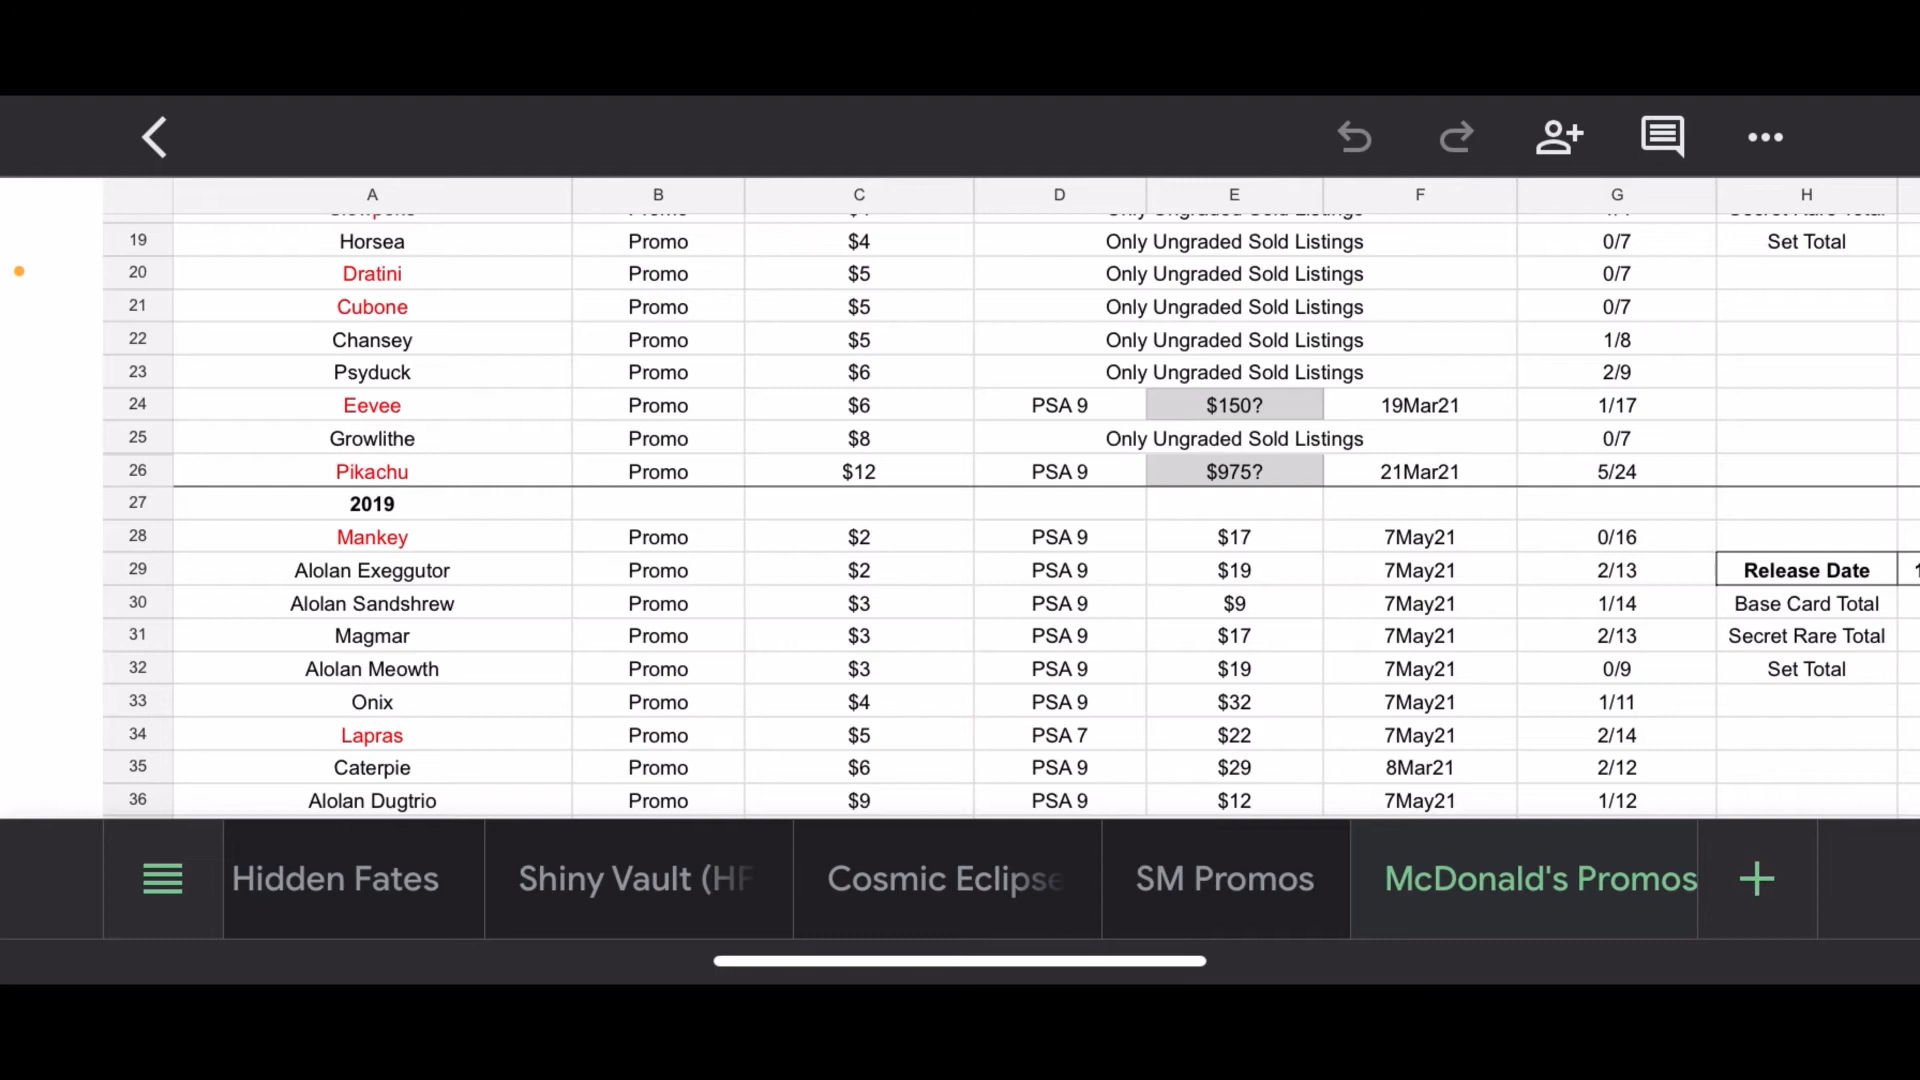 A B C D E F G H
19 Horsea Promo $4 Only Ungraded Sold Listings 0/7 Set Total
20 Dratini Promo $5 Only Ungraded Sold Listings 0/7
21 Cubone Promo $5 Only Ungraded Sold Listings 0/7
22 Chansey Promo $5 Only Ungraded Sold Listings 1/8
23 Psyduck Promo $6 Only Ungraded Sold Listings 2/9
24 Eevee Promo $6 PSA 9 $150? 19Mar21 1/17
25 Growlithe Promo $8 Only Ungraded Sold Listings 0/7
26 Pikachu Promo $12 PSA 9 $975? 21Mar21 5/24
27 2019
28 Mankey Promo $2 PSA 9 $17 7May21 0/16
29 Alolan Exeggutor Promo $2 PSA 9 $19 7May21 2/13 Release Date
30 Alolan Sandshrew Promo $3 PSA 9 $9 7May21 1/14 Base Card Total
31 Magmar Promo $3 PSA 9 $17 7May21 2/13 Secret Rare Total
32 Alolan Meowth Promo $3 PSA 9 $19 7May21 0/9 Set Total
33 Onix Promo $4 PSA 9 $32 7May21 1/11
34 Lapras Promo $5 PSA 7 $22 7May21 2/14
35 Caterpie Promo $6 PSA 9 $29 8Mar21 2/12
36 Alolan Dugtrio Promo $9 PSA 9 $12 7May21 1/12
Hidden Fates Shiny Vault (HF Cosmic Eclipse SM Promos McDonald's Promos